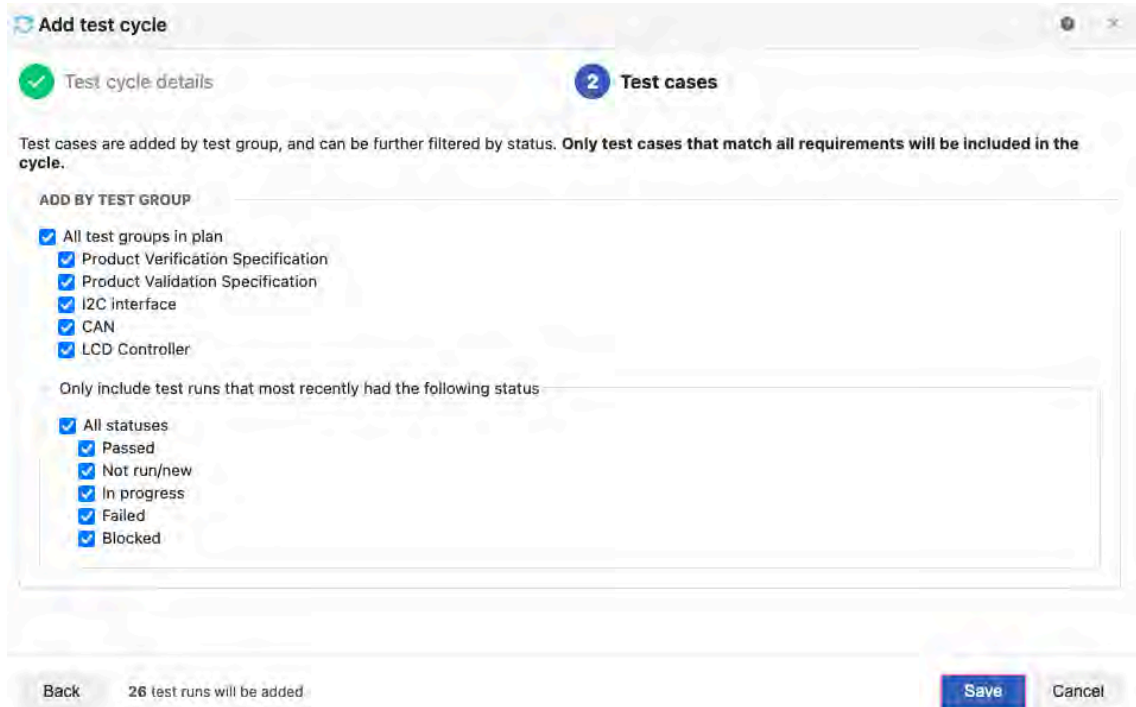 Add test cycle
Test cycle details
2 Test cases
Test cases are added by test group, and can be further filtered by status. Only test cases that match all requirements will be included in the
cycle.
ADD BY TEST GROUP
All test groups in plan
Product Verification Specification
Product Validation Specification
I2C interface
CAN
LCD Controller
Only include test runs that most recently had the following status
All statuses
Passed
Not run/new
In progress
Failed
Blocked
Back 26 test runs will be added Save Cancel